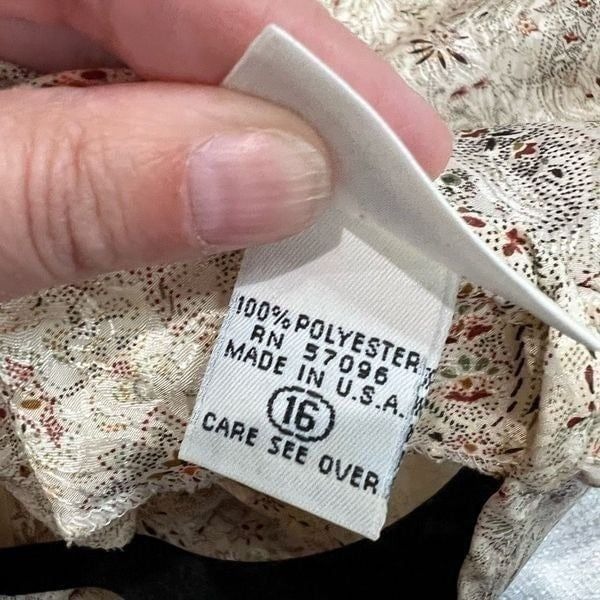 100% POLYESTER
RN 57096
MADE IN U.S.A.
16
CARE SEE OVER